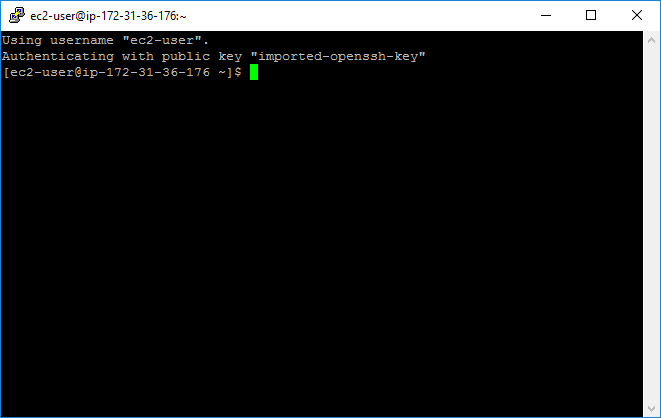 ec2-user@ip-172-31-36-176:~
Using username "ec2-user".
Authenticating with public key "imported-openssh-key"
[ec2-user@ip-172-31-36-176 ~]$